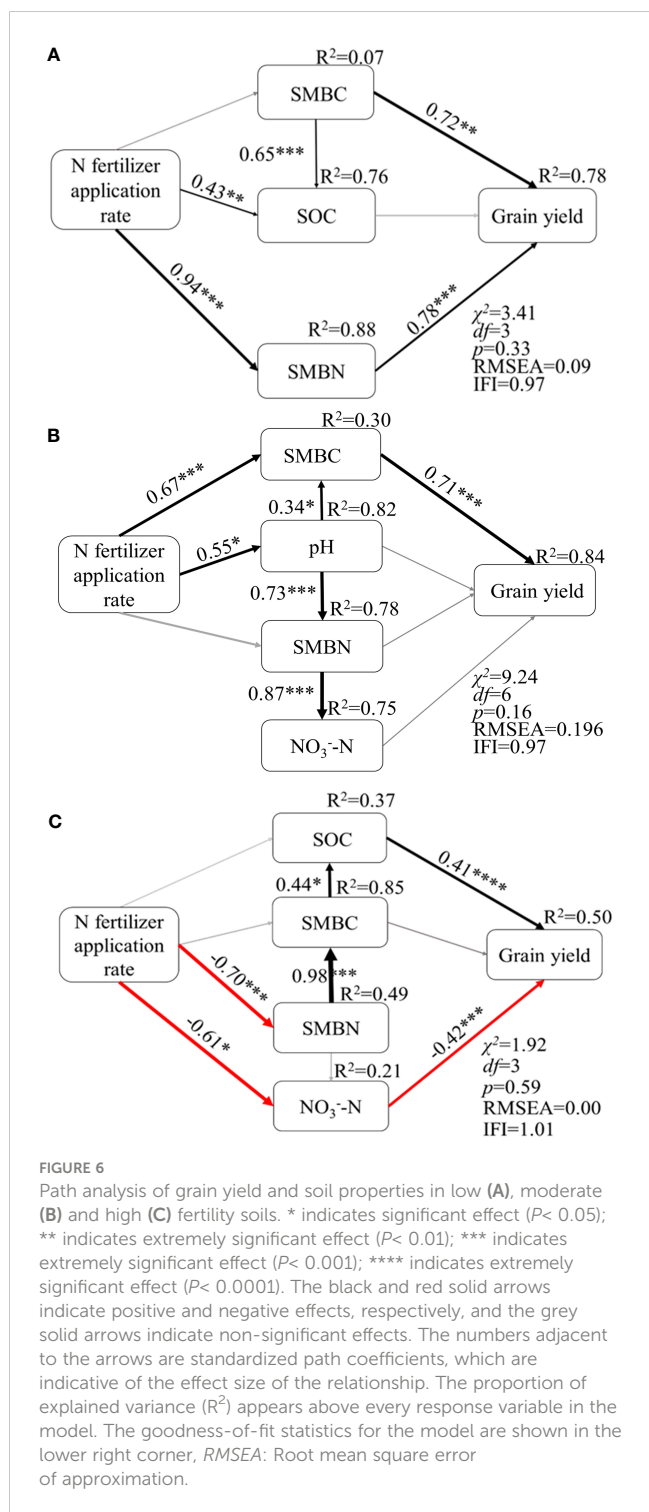 A
R²=0.07
SMBC
0.72**
0.65***
N fertilizer
application
rate
0.43**
R²=0.76
SOC
R²=0.78
Grain yield
0.94***
0.78***
R²=0.88
SMBN
χ²=3.41
df=3
p=0.33
RMSEA=0.09
IFI=0.97
B
R²=0.30
SMBC
0.67***
0.71***
0.34*
R²=0.82
N fertilizer
application
rate
0.55*
pH
R²=0.84
Grain yield
0.73***
R²=0.78
SMBN
0.87***
R²=0.75
NO₃⁻-N
χ²=9.24
df=6
p=0.16
RMSEA=0.196
IFI=0.97
C
R²=0.37
SOC
0.41****
0.44*
R²=0.85
N fertilizer
application
rate
SMBC
R²=0.50
Grain yield
-0.70***
0.98***
R²=0.49
SMBN
-0.61*
-0.42***
R²=0.21
NO₃⁻-N
χ²=1.92
df=3
p=0.59
RMSEA=0.00
IFI=1.01
FIGURE 6
Path analysis of grain yield and soil properties in low (A), moderate
(B) and high (C) fertility soils. * indicates significant effect (P< 0.05);
** indicates extremely significant effect (P< 0.01); *** indicates
extremely significant effect (P< 0.001); **** indicates extremely
significant effect (P< 0.0001). The black and red solid arrows
indicate positive and negative effects, respectively, and the grey
solid arrows indicate non-significant effects. The numbers adjacent
to the arrows are standardized path coefficients, which are
indicative of the effect size of the relationship. The proportion of
explained variance (R²) appears above every response variable in the
model. The goodness-of-fit statistics for the model are shown in the
lower right corner, RMSEA: Root mean square error
of approximation.